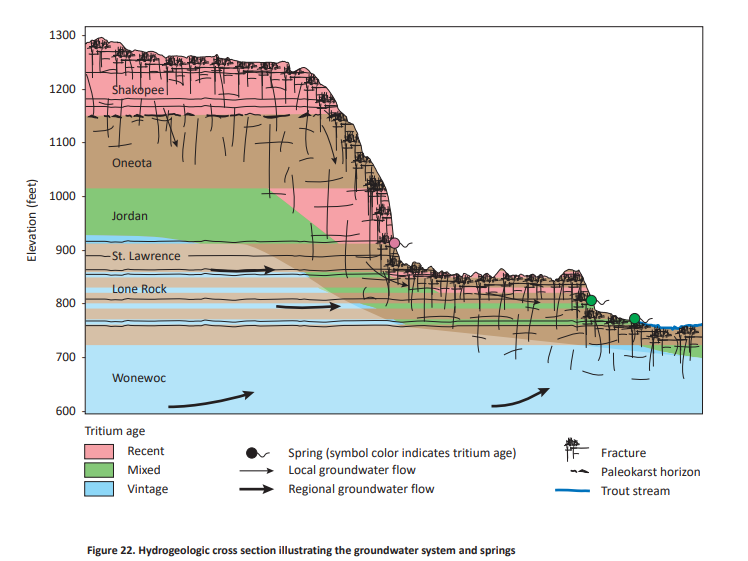 1300
1200
1100
1000
900
800
700
600
Elevation (feet)
Shakopee
Oneota
Jordan
St. Lawrence
Lone Rock
Wonewoc
Tritium age
Recent
Mixed
Vintage
Spring (symbol color indicates tritium age)
Local groundwater flow
Regional groundwater flow
Fracture
Paleokarst horizon
Trout stream
Figure 22. Hydrogeologic cross section illustrating the groundwater system and springs